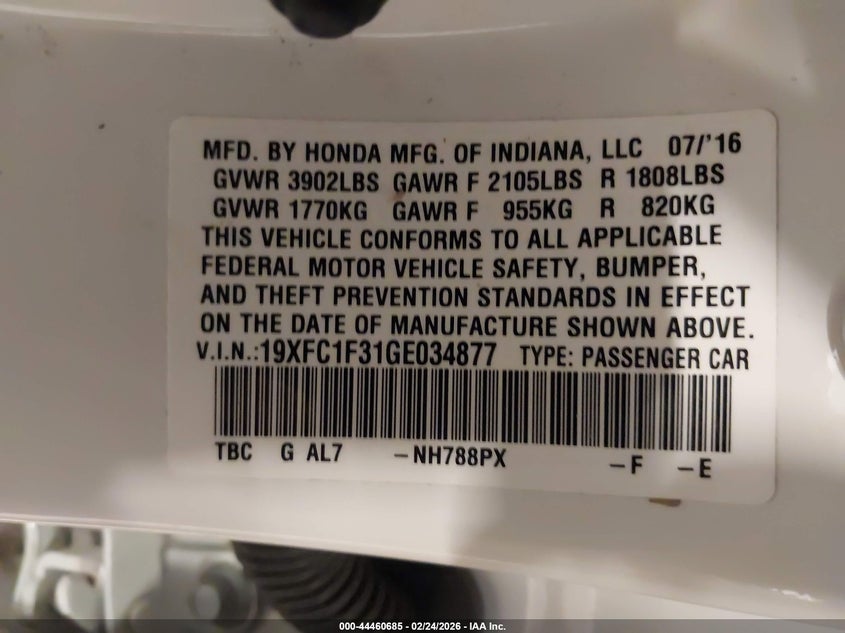 MFD. BY HONDA MFG. OF INDIANA, LLC 07/'16
GVWR 3902LBS GAWR F 2105LBS R 1808LBS
GVWR 1770KG GAWR F 955KG R 820KG
THIS VEHICLE CONFORMS TO ALL APPLICABLE
FEDERAL MOTOR VEHICLE SAFETY, BUMPER,
AND THEFT PREVENTION STANDARDS IN EFFECT
ON THE DATE OF MANUFACTURE SHOWN ABOVE.
V.I.N.:19XFC1F31GE034877 TYPE: PASSENGER CAR
TBC G AL7 –NH788PX –F –E
000-44460685 - 02/24/2026 - IAA Inc.